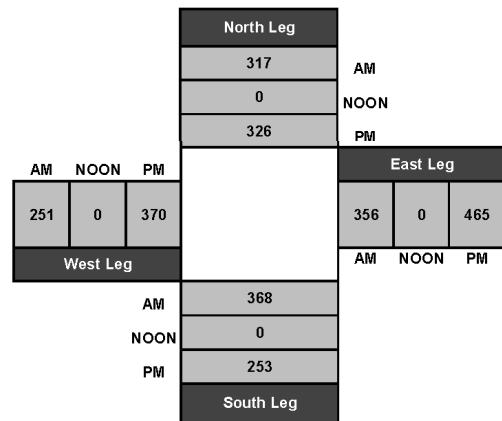 North Leg
317 AM
0 NOON
326 PM
AM NOON PM
East Leg
251 0 370
356 0 465
West Leg
AM NOON PM
AM 368
NOON 0
PM 253
South Leg